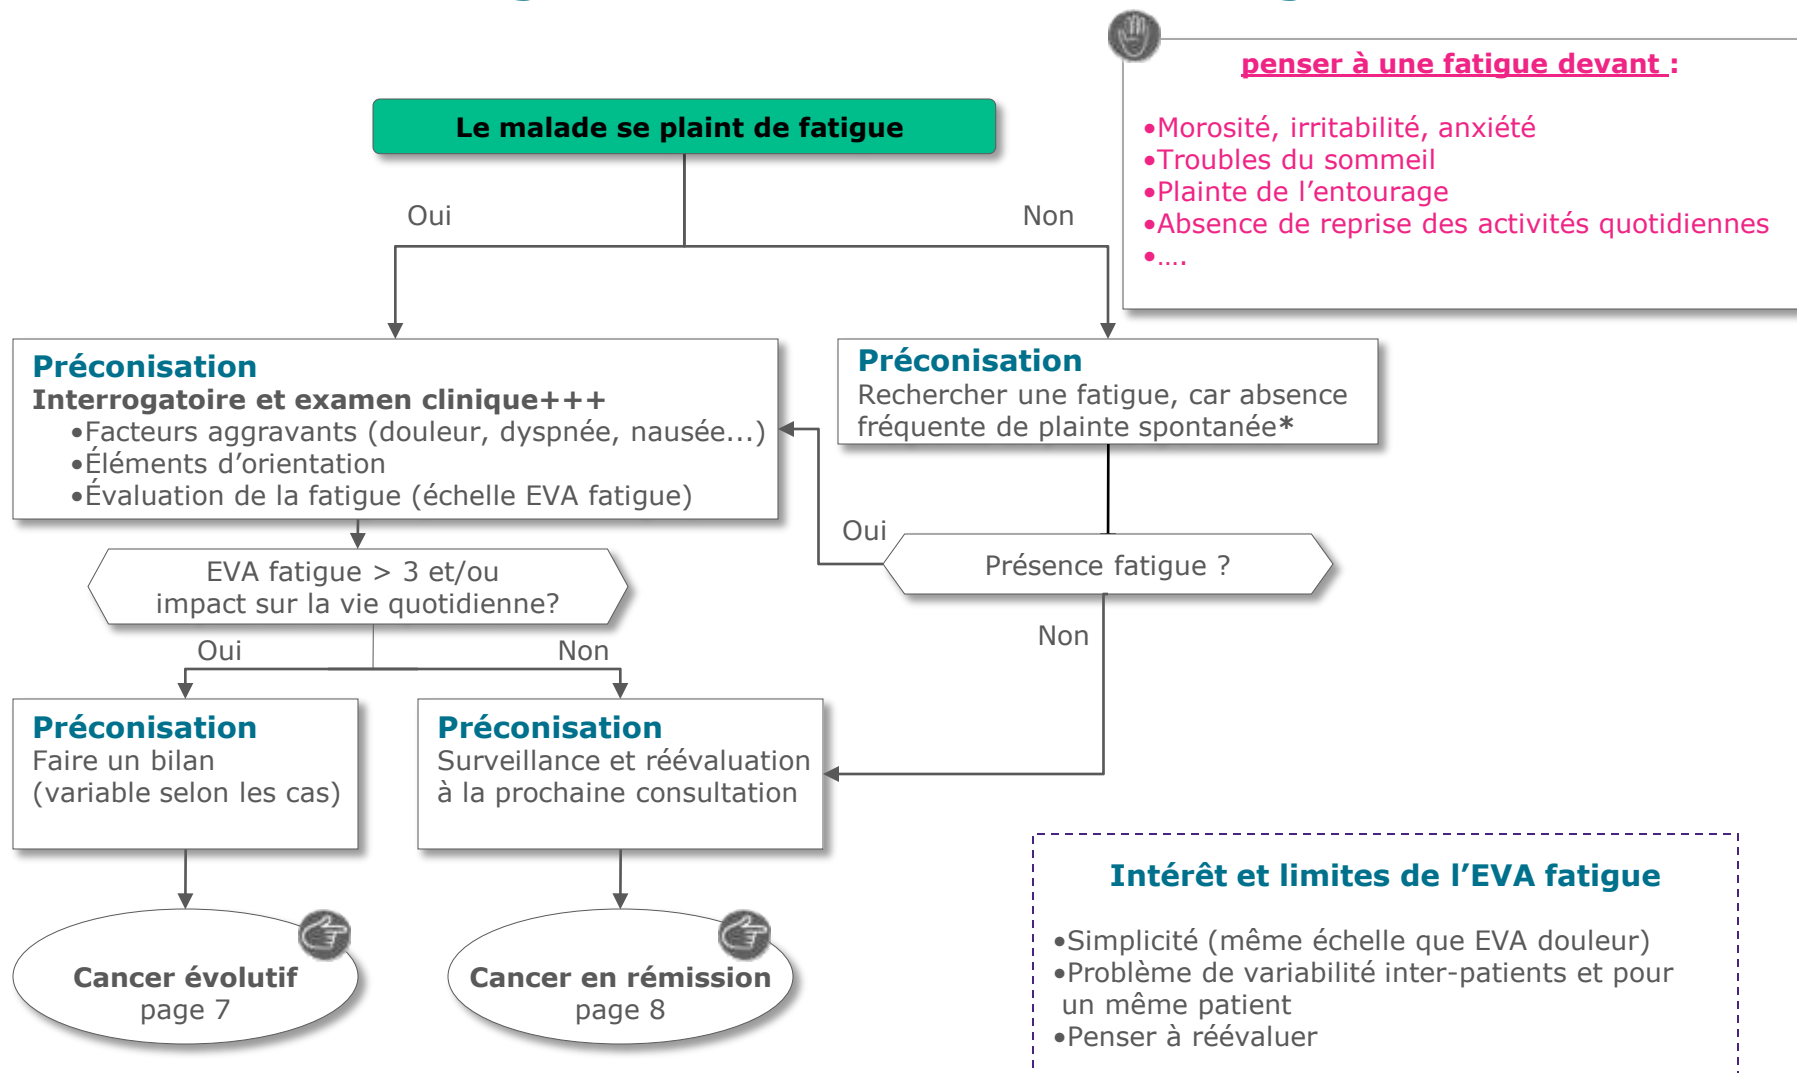 penser à une fatigue devant :
•Morosité, irritabilité, anxiété
•Troubles du sommeil
•Plainte de l’entourage
•Absence de reprise des activités quotidiennes
•….
Le malade se plaint de fatigue
Oui
Non
Préconisation
Interrogatoire et examen clinique+++
•Facteurs aggravants (douleur, dyspnée, nausée...)
•Éléments d’orientation
•Évaluation de la fatigue (échelle EVA fatigue)
Préconisation
Rechercher une fatigue, car absence
fréquente de plainte spontanée*
Oui
Présence fatigue ?
Non
EVA fatigue > 3 et/ou
impact sur la vie quotidienne?
Oui
Non
Préconisation
Faire un bilan
(variable selon les cas)
Préconisation
Surveillance et réévaluation
à la prochaine consultation
Cancer évolutif
page 7
Cancer en rémission
page 8
Intérêt et limites de l’EVA fatigue
•Simplicité (même échelle que EVA douleur)
•Problème de variabilité inter-patients et pour
un même patient
•Penser à réévaluer